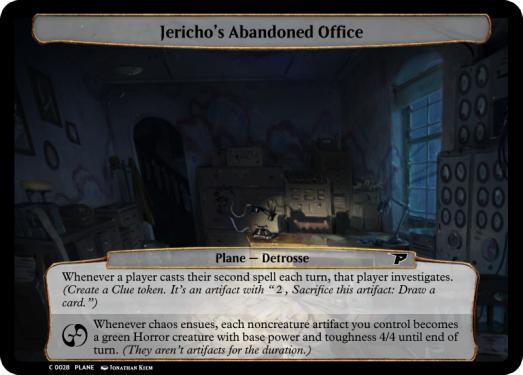 Jericho's Abandoned Office
Plane — Detrosse
Whenever a player casts their second spell each turn, that player investigates.
(Create a Clue token. It's an artifact with “2, Sacrifice this artifact: Draw a
card.”)
Whenever chaos ensues, each noncreature artifact you control becomes
a green Horror creature with base power and toughness 4/4 until end of
turn. (They aren't artifacts for the duration.)
C 0028 PLANE Jonathan Kiem